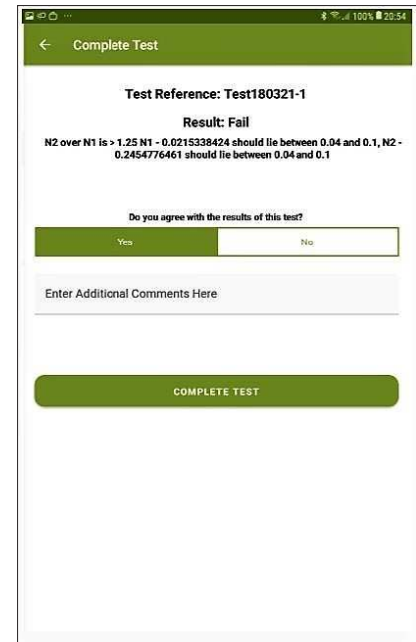 100% 20:54
Complete Test
Test Reference: Test180321-1
Result: Fail
N2 over N1 is > 1.25 N1 - 0.0215338424 should lie between 0.04 and 0.1, N2 -
0.2454776461 should lie between 0.04 and 0.1
Do you agree with the results of this test?
Yes
No
Enter Additional Comments Here
COMPLETE TEST